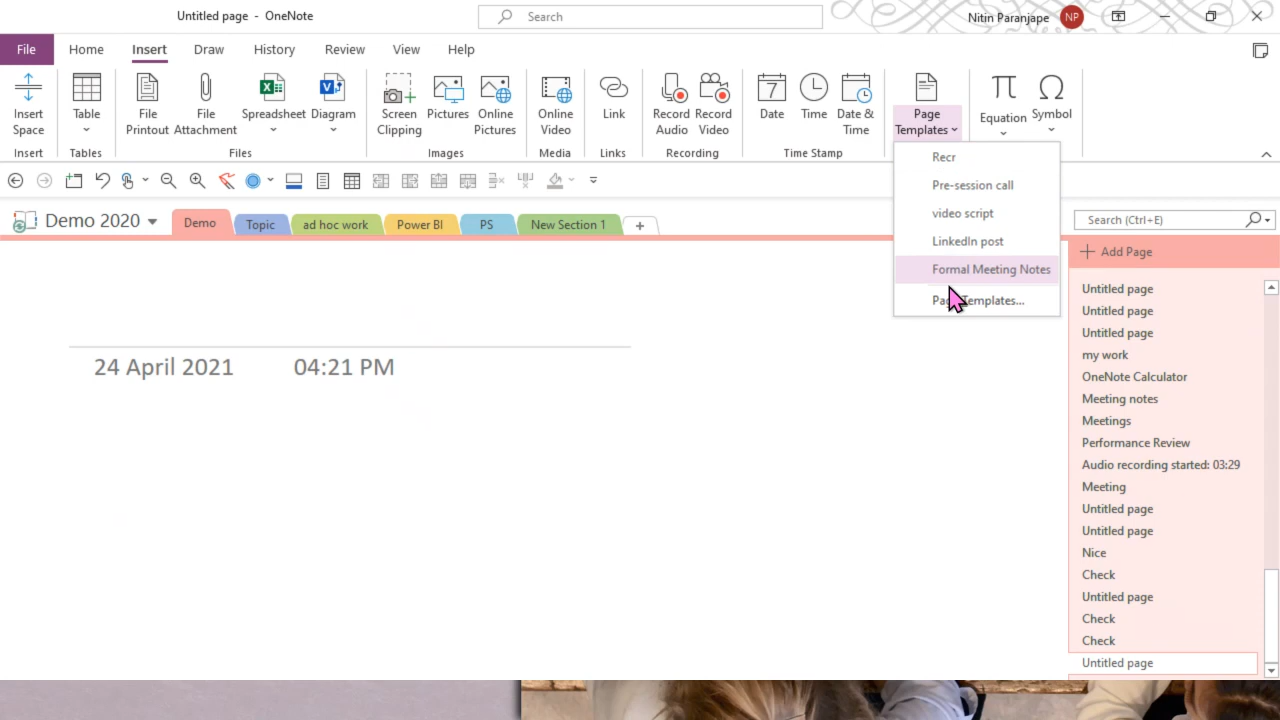 Untitled page - OneNote
Search
Nitin Paranjape
NP
File
Home
Insert
Draw
History
Review
View
Help
Insert Space
Table
File Printout
File Attachment
Spreadsheet
Diagram
Screen Clipping
Pictures
Online Pictures
Online Video
Link
Record Audio
Record Video
7
Date
Time
Date & Time
Page Templates
π
Equation
Ω
Symbol
Insert
Tables
Files
Images
Media
Links
Recording
Time Stamp
Recr
Pre-session call
video script
LinkedIn post
Formal Meeting Notes
Page Templates...
Demo 2020
Demo
Topic
ad hoc work
Power BI
PS
New Section 1
Search (Ctrl+E)
24 April 2021
04:21 PM
Add Page
Untitled page
Untitled page
Untitled page
my work
OneNote Calculator
Meeting notes
Meetings
Performance Review
Audio recording started: 03:29
Meeting
Untitled page
Untitled page
Nice
Check
Untitled page
Check
Check
Untitled page